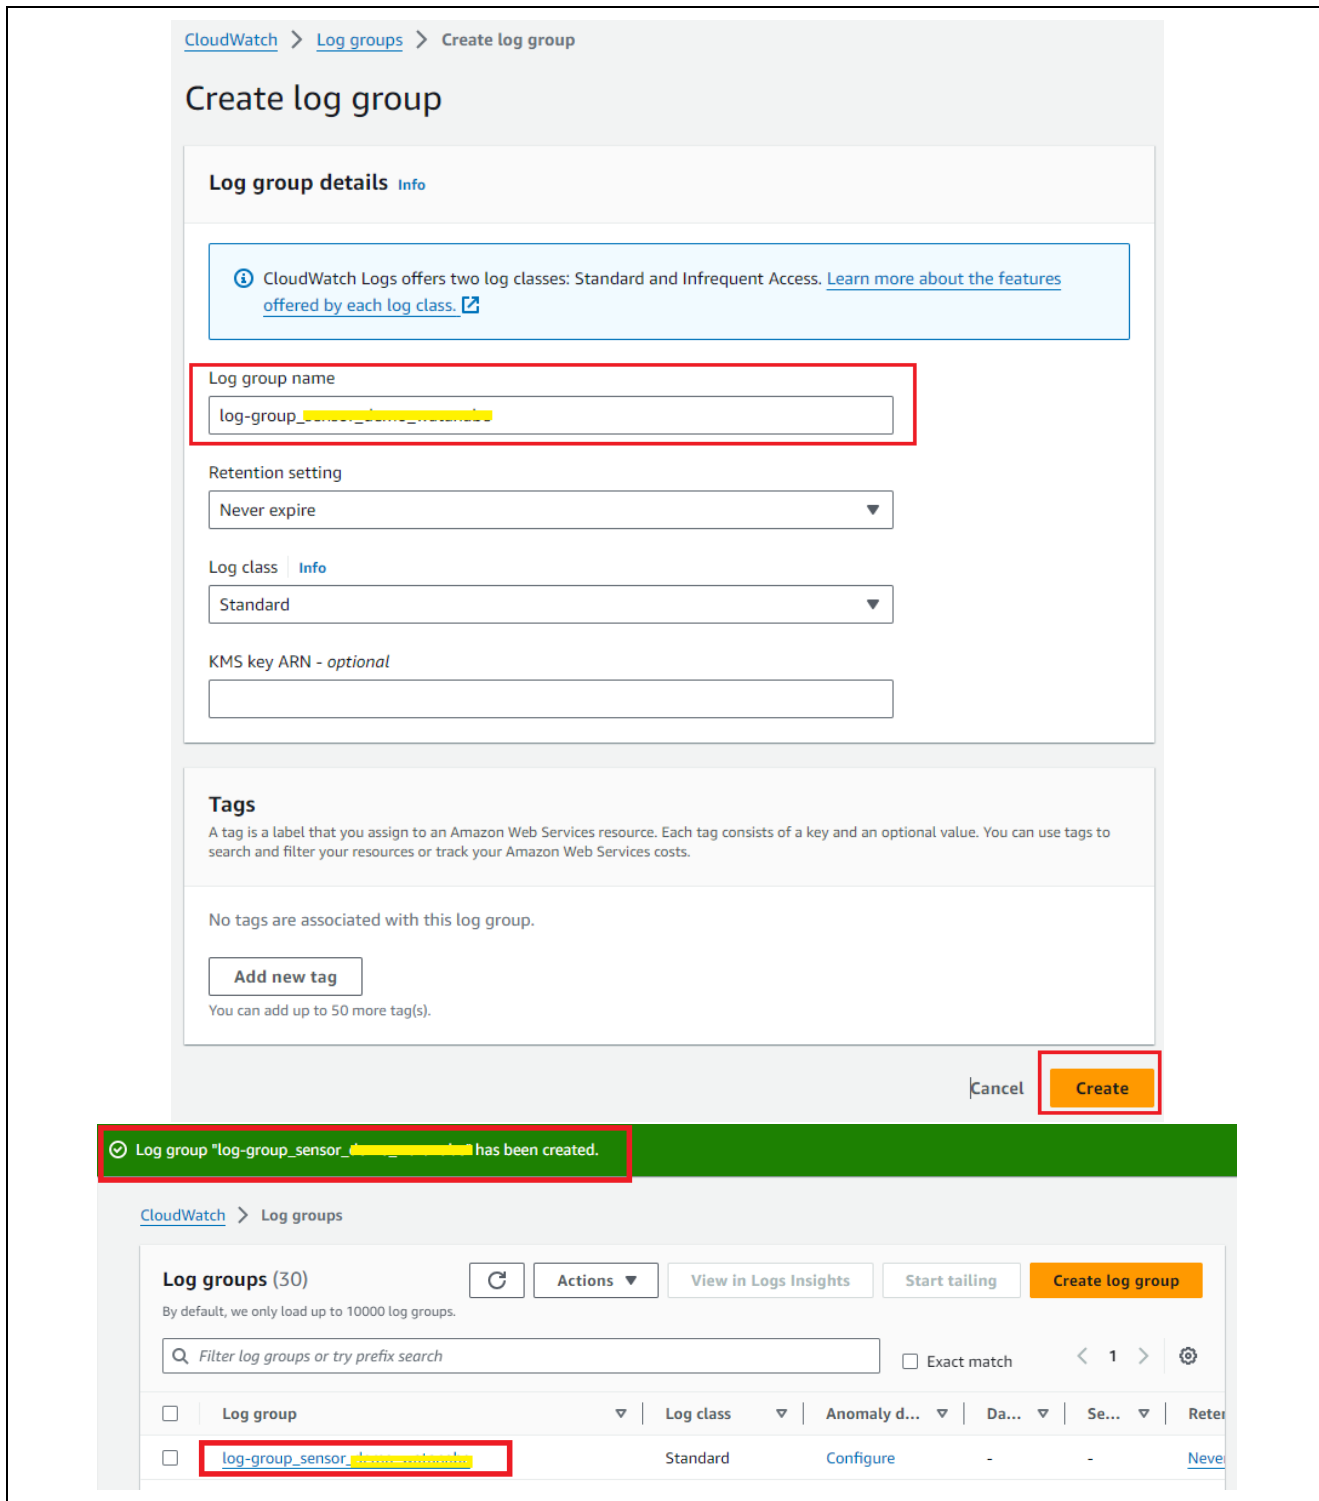 CloudWatch > Log groups > Create log group
Create log group
Log group details Info
CloudWatch Logs offers two log classes: Standard and Infrequent Access. Learn more about the features
offered by each log class.
Log group name
log-group_
Retention setting
Never expire
Log class Info
Standard
KMS key ARN - optional
Tags
A tag is a label that you assign to an Amazon Web Services resource. Each tag consists of a key and an optional value. You can use tags to
search and filter your resources or track your Amazon Web Services costs.
No tags are associated with this log group.
Add new tag
You can add up to 50 more tag(s).
Cancel Create
Log group "log-group_sensor_ " has been created.
CloudWatch > Log groups
Log groups (30) Actions View in Logs Insights Start tailing Create log group
By default, we only load up to 10000 log groups.
Filter log groups or try prefix search Exact match < 1 >
Log group Log class Anomaly d... Da... Se... Reter
log-group_sensor_ Standard Configure - - Never